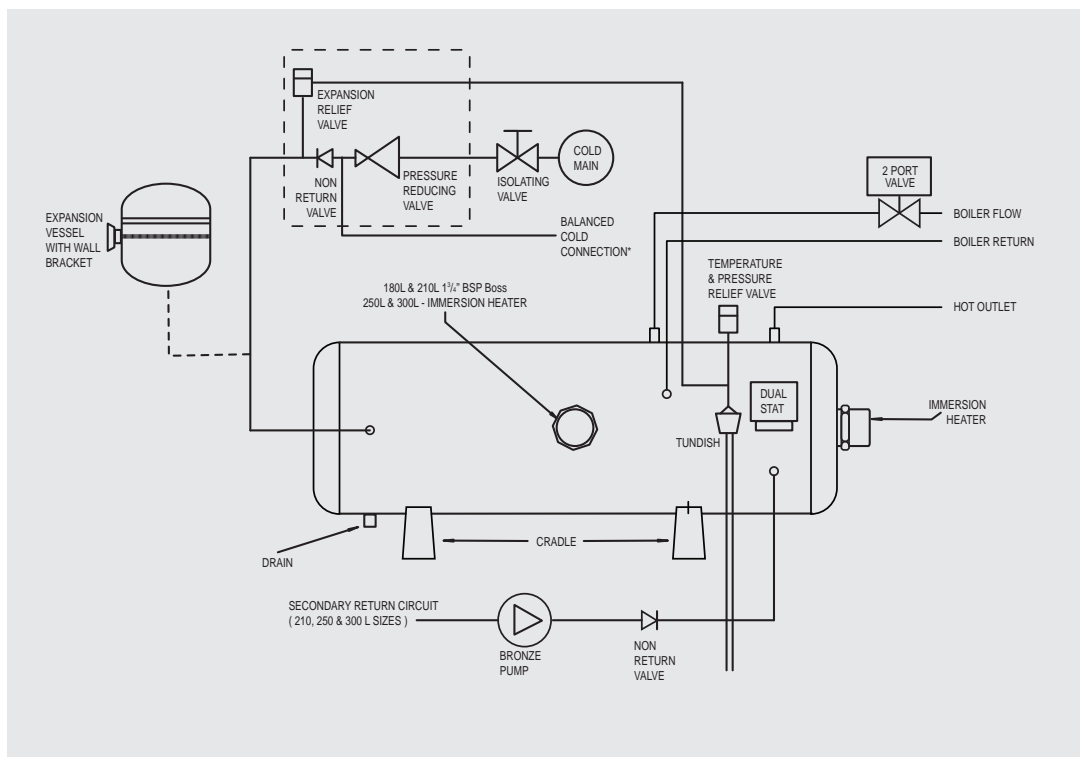 EXPANSION
RELIEF
VALVE
COLD
MAIN
2 PORT
VALVE
NON
RETURN
VALVE
PRESSURE
REDUCING
VALVE
ISOLATING
VALVE
EXPANSION
VESSEL
WITH WALL
BRACKET
BALANCED
COLD
CONNECTION*
BOILER FLOW
BOILER RETURN
TEMPERATURE
& PRESSURE
RELIEF VALVE
180L & 210L 1¾" BSP Boss
250L & 300L - IMMERSION HEATER
HOT OUTLET
DUAL
STAT
IMMERSION
HEATER
TUNDISH
DRAIN
CRADLE
SECONDARY RETURN CIRCUIT
( 210, 250 & 300 L SIZES )
BRONZE
PUMP
NON
RETURN
VALVE